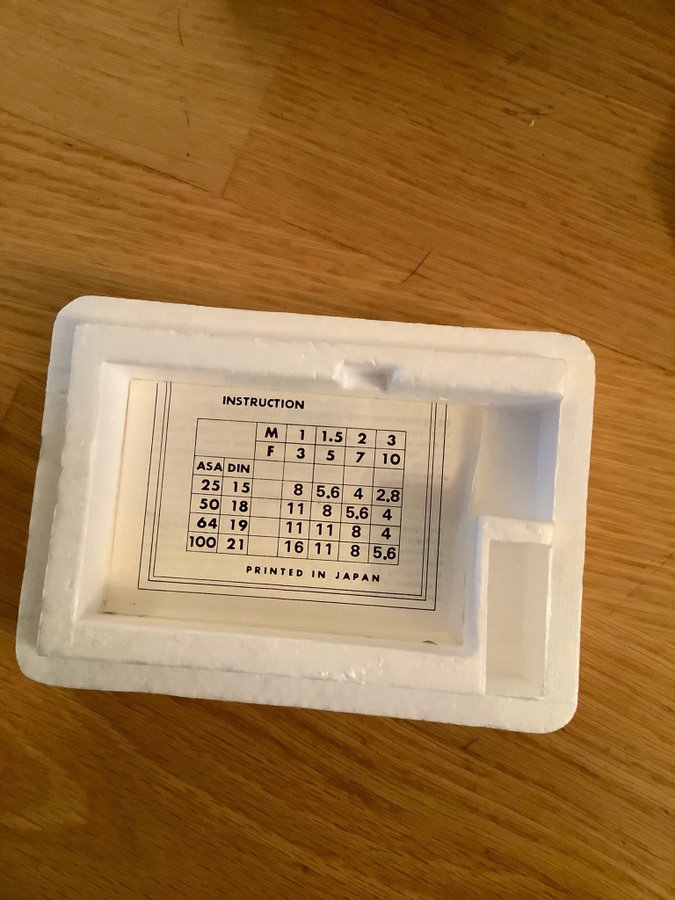 INSTRUCTION
M 1 1.5 2 3
F 3 5 7 10
ASA DIN
25 15 8 5.6 4 2.8
50 18 11 8 5.6 4
64 19 11 11 8 4
100 21 16 11 8 5.6
PRINTED IN JAPAN